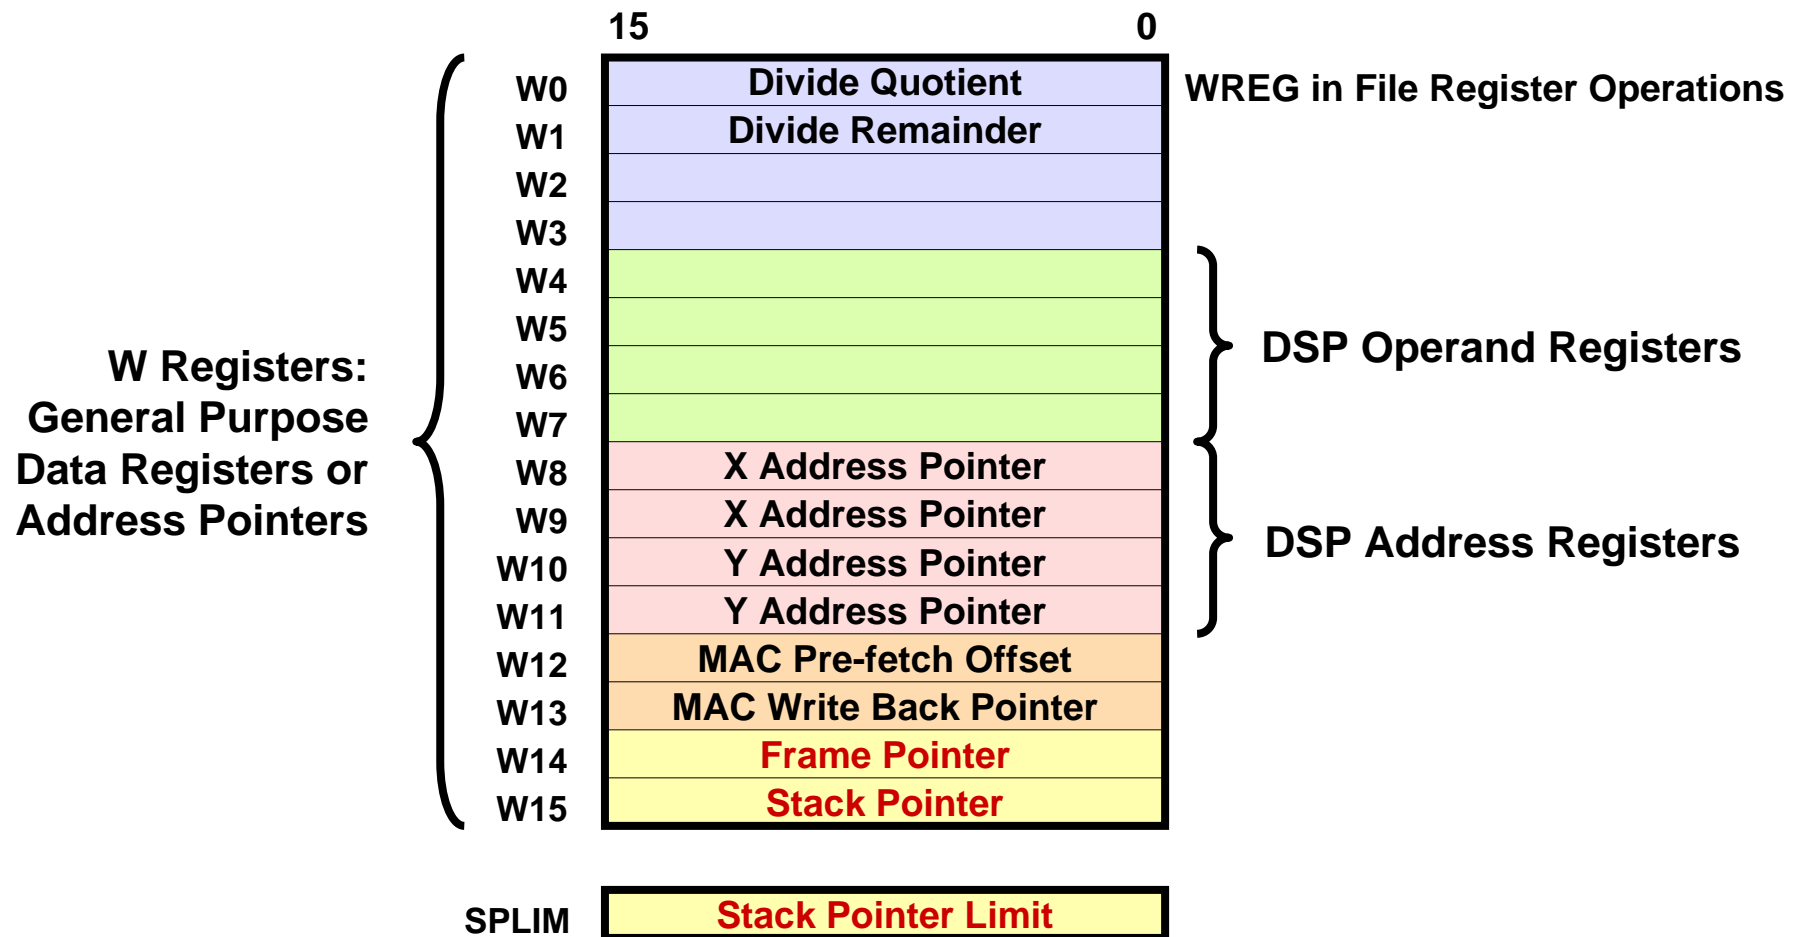 15 0
W0 Divide Quotient WREG in File Register Operations
W1 Divide Remainder
W2
W3
W4
W5
W6
W7
DSP Operand Registers
W Registers:
General Purpose
Data Registers or
Address Pointers
W8 X Address Pointer
W9 X Address Pointer
W10 Y Address Pointer
W11 Y Address Pointer
DSP Address Registers
W12 MAC Pre-fetch Offset
W13 MAC Write Back Pointer
W14 Frame Pointer
W15 Stack Pointer
SPLIM Stack Pointer Limit